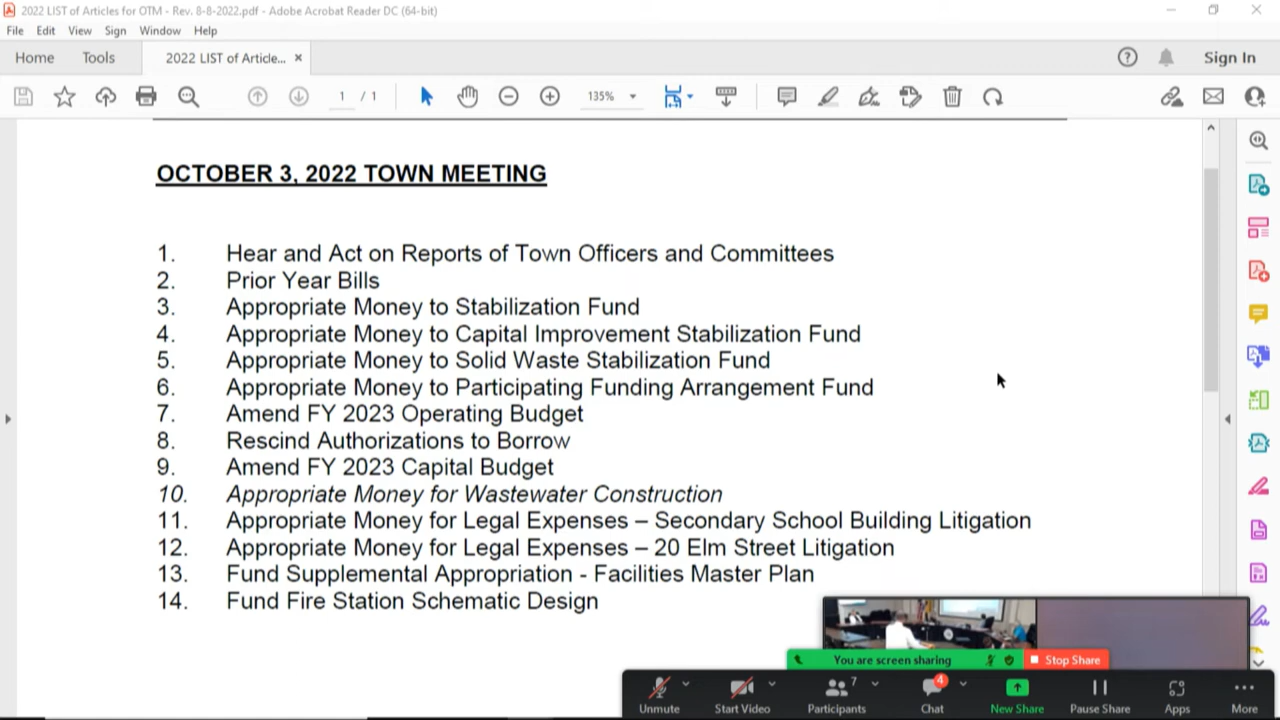 2022 LIST of Articles for OTM - Rev. 8-8-2022.pdf - Adobe Acrobat Reader DC (64-bit)
File Edit View Sign Window Help
Home Tools 2022 LIST of Article... × Sign In
1 / 1 135%
OCTOBER 3, 2022 TOWN MEETING
1. Hear and Act on Reports of Town Officers and Committees
2. Prior Year Bills
3. Appropriate Money to Stabilization Fund
4. Appropriate Money to Capital Improvement Stabilization Fund
5. Appropriate Money to Solid Waste Stabilization Fund
6. Appropriate Money to Participating Funding Arrangement Fund
7. Amend FY 2023 Operating Budget
8. Rescind Authorizations to Borrow
9. Amend FY 2023 Capital Budget
10. Appropriate Money for Wastewater Construction
11. Appropriate Money for Legal Expenses – Secondary School Building Litigation
12. Appropriate Money for Legal Expenses – 20 Elm Street Litigation
13. Fund Supplemental Appropriation - Facilities Master Plan
14. Fund Fire Station Schematic Design
You are screen sharing Stop Share
7 4
Unmute Start Video Participants Chat New Share Pause Share Apps More